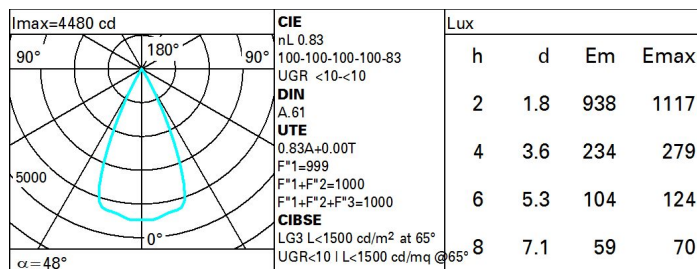 Imax=4480 cd
90°
180°
90°
5000
0°
α=48°
CIE
nL 0.83
100-100-100-100-83
UGR <10-<10
DIN
A.61
UTE
0.83A+0.00T
F"1=999
F"1+F"2=1000
F"1+F"2+F"3=1000
CIBSE
LG3 L<1500 cd/m² at 65°
UGR<10 | L<1500 cd/mq @65°
Lux
h d Em Emax
2 1.8 938 1117
4 3.6 234 279
6 5.3 104 124
8 7.1 59 70